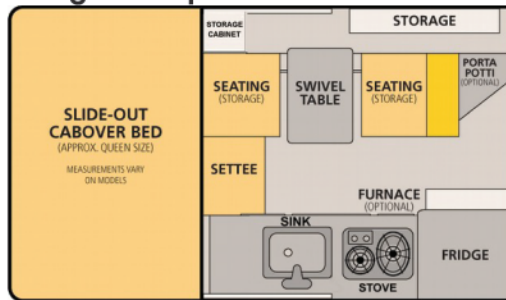 STORAGE
CABINET
STORAGE
SLIDE-OUT
CABOVER BED
(APPROX. QUEEN SIZE)
MEASUREMENTS VARY
ON MODELS
SEATING
(STORAGE)
SWIVEL
TABLE
SEATING
(STORAGE)
PORTA
POTTI
(OPTIONAL)
SETTEE
FURNACE
(OPTIONAL)
SINK
STOVE
FRIDGE